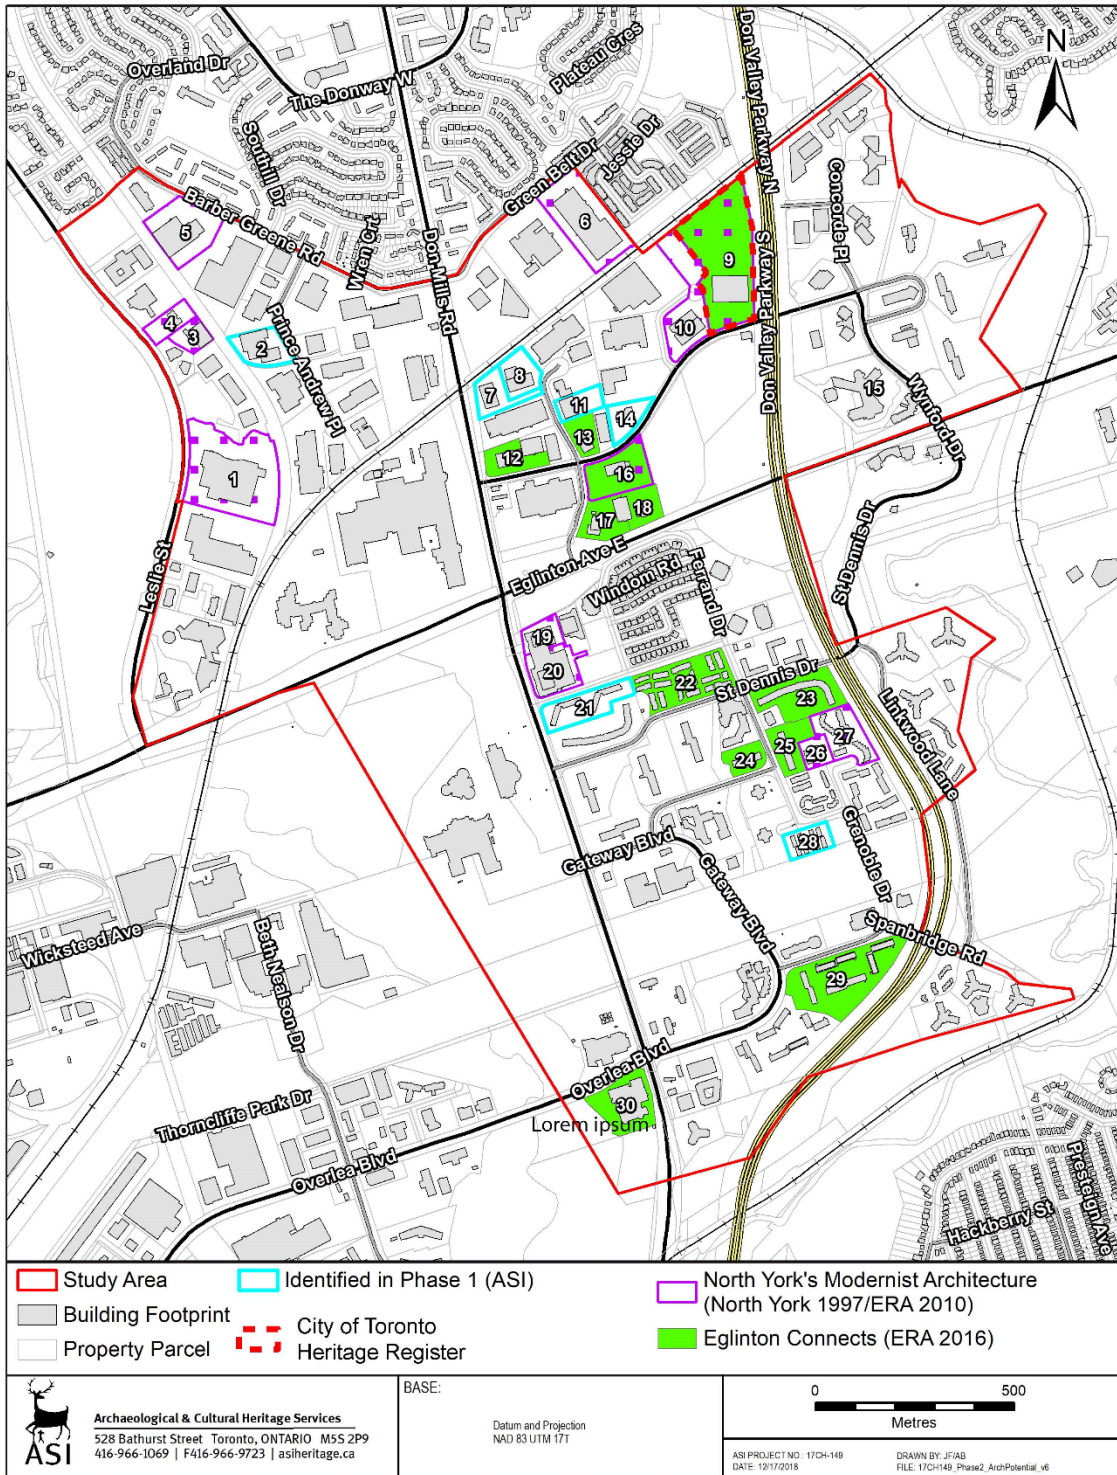 Overland Dr
The Donway W
Plateau Cres
Don Valley Parkway N
N
Southill Dr
Jessie Dr
Green Belt Dr
Concorde Pl
Barber Greene Rd
Wren Crt
Don Mills Rd
5
6
9
Don Valley Parkway S
4
3
2
10
Prince Andrew Pl
7
8
11
14
15
Wynford Dr
13
12
16
1
17
18
Leslie St
Eglinton Ave E
Windom Rd
Ferrand Dr
St Dennis Dr
19
20
22
St Dennis Dr
21
23
Linkwood Lane
25
26
27
24
Gateway Blvd
28
Grenoble Dr
Gateway Blvd
Wicksteed Ave
Beth Nealson Dr
Spanbridge Rd
29
Overlea Blvd
30
Lorem ipsum
Thorncliffe Park Dr
Overlea Blvd
Presteign Ave
Hackberry St
Study Area
Identified in Phase 1 (ASI)
North York's Modernist Architecture
(North York 1997/ERA 2010)
Building Footprint
City of Toronto
Heritage Register
Eglinton Connects (ERA 2016)
Property Parcel
ASI
Archaeological & Cultural Heritage Services
528 Bathurst Street Toronto, ONTARIO M5S 2P9
416-966-1069 | F416-966-9723 | asiheritage.ca
BASE:
Datum and Projection
NAD 83 UTM 17T
0 500
Metres
ASI PROJECT NO.: 17CH-149
DATE: 12/17/2018
DRAWN BY: JF/AB
FILE: 17CH149_Phase2_ArchPotential_v6